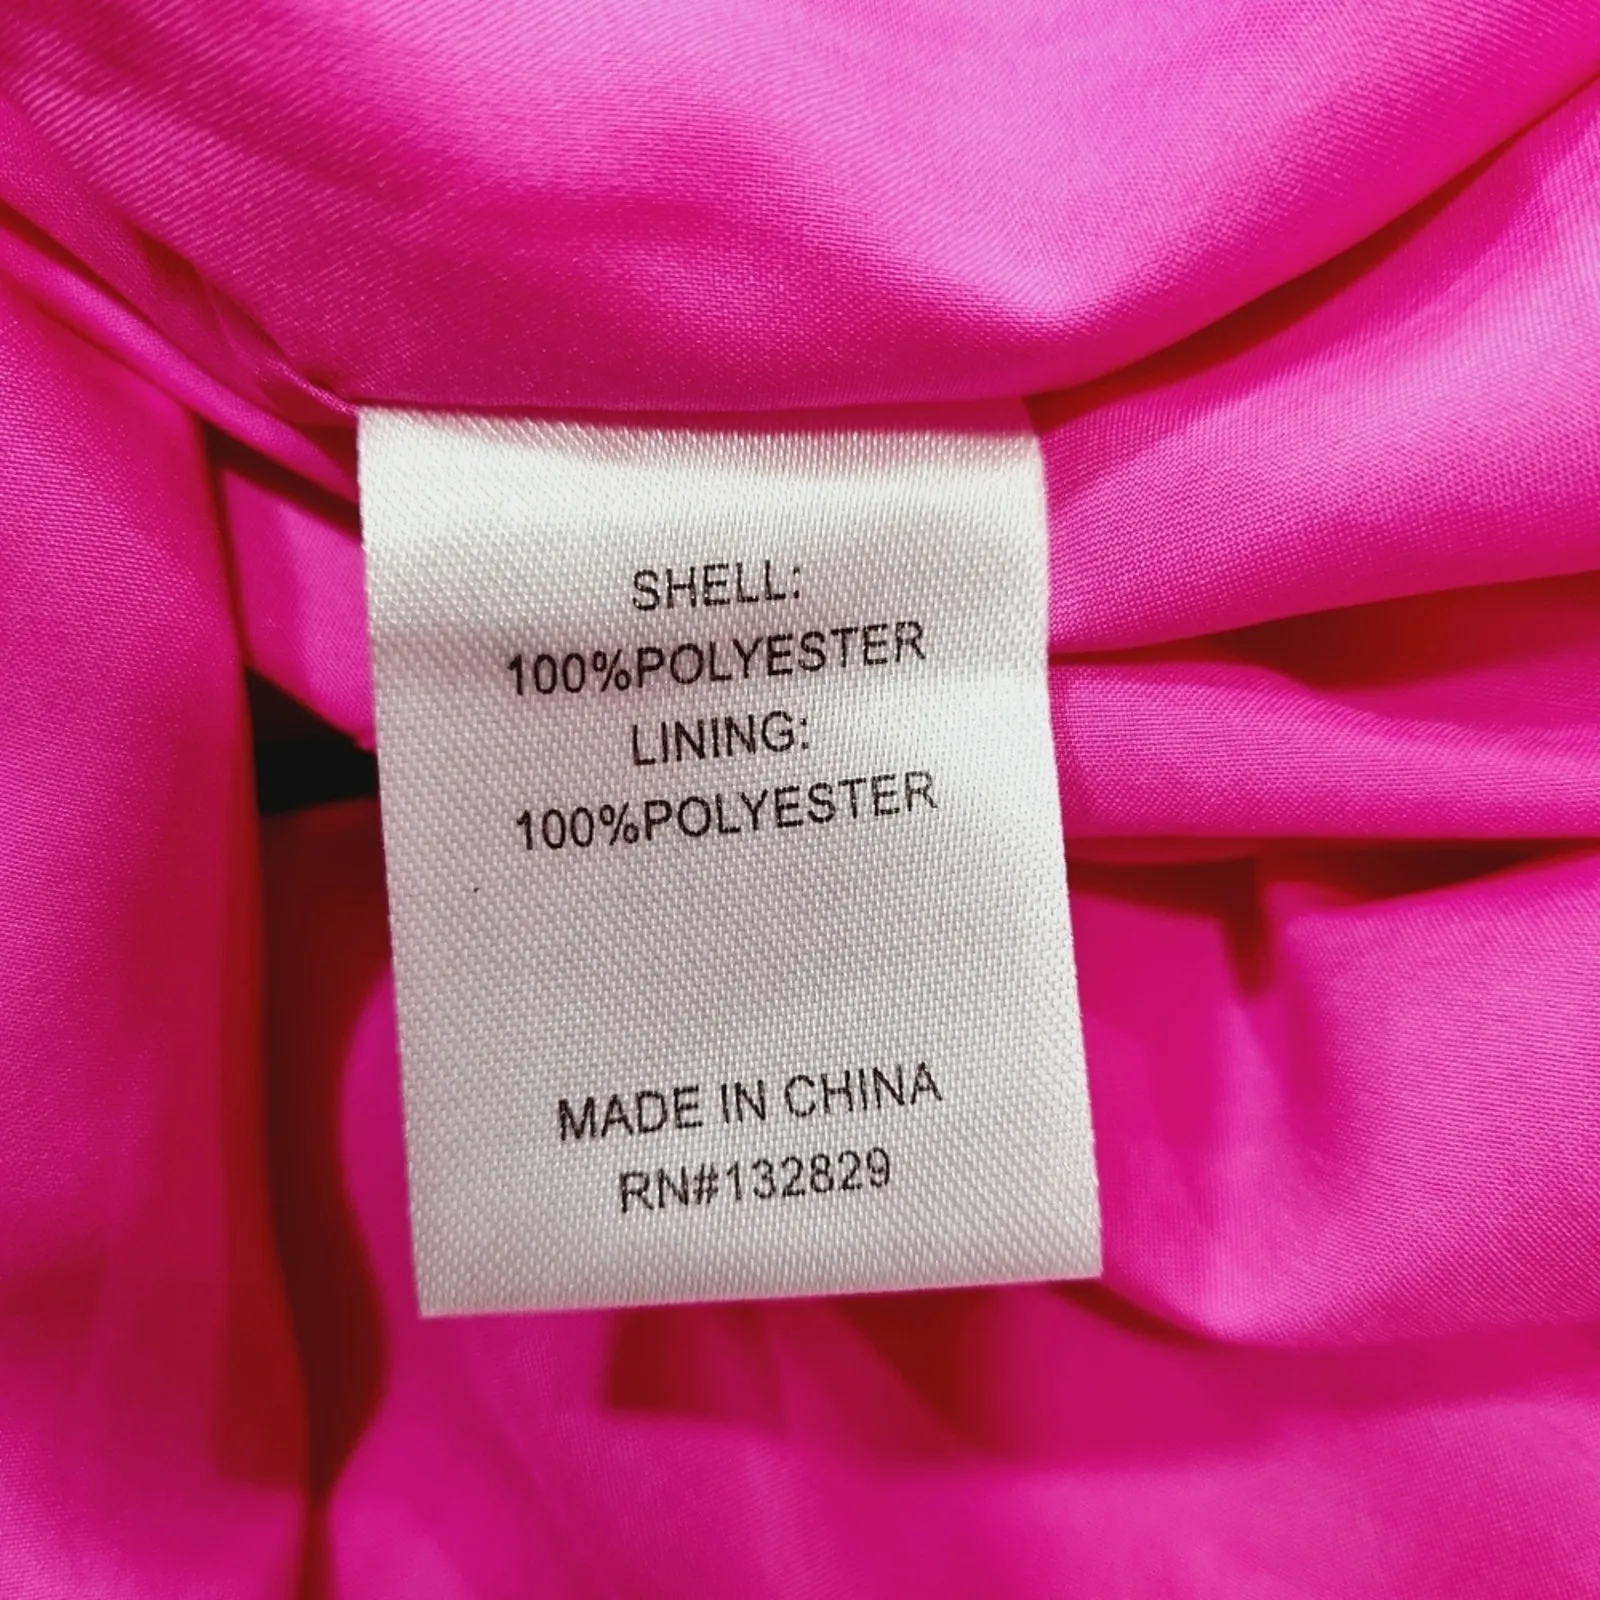 SHELL:
100%POLYESTER
LINING:
100%POLYESTER
MADE IN CHINA
RN#132829